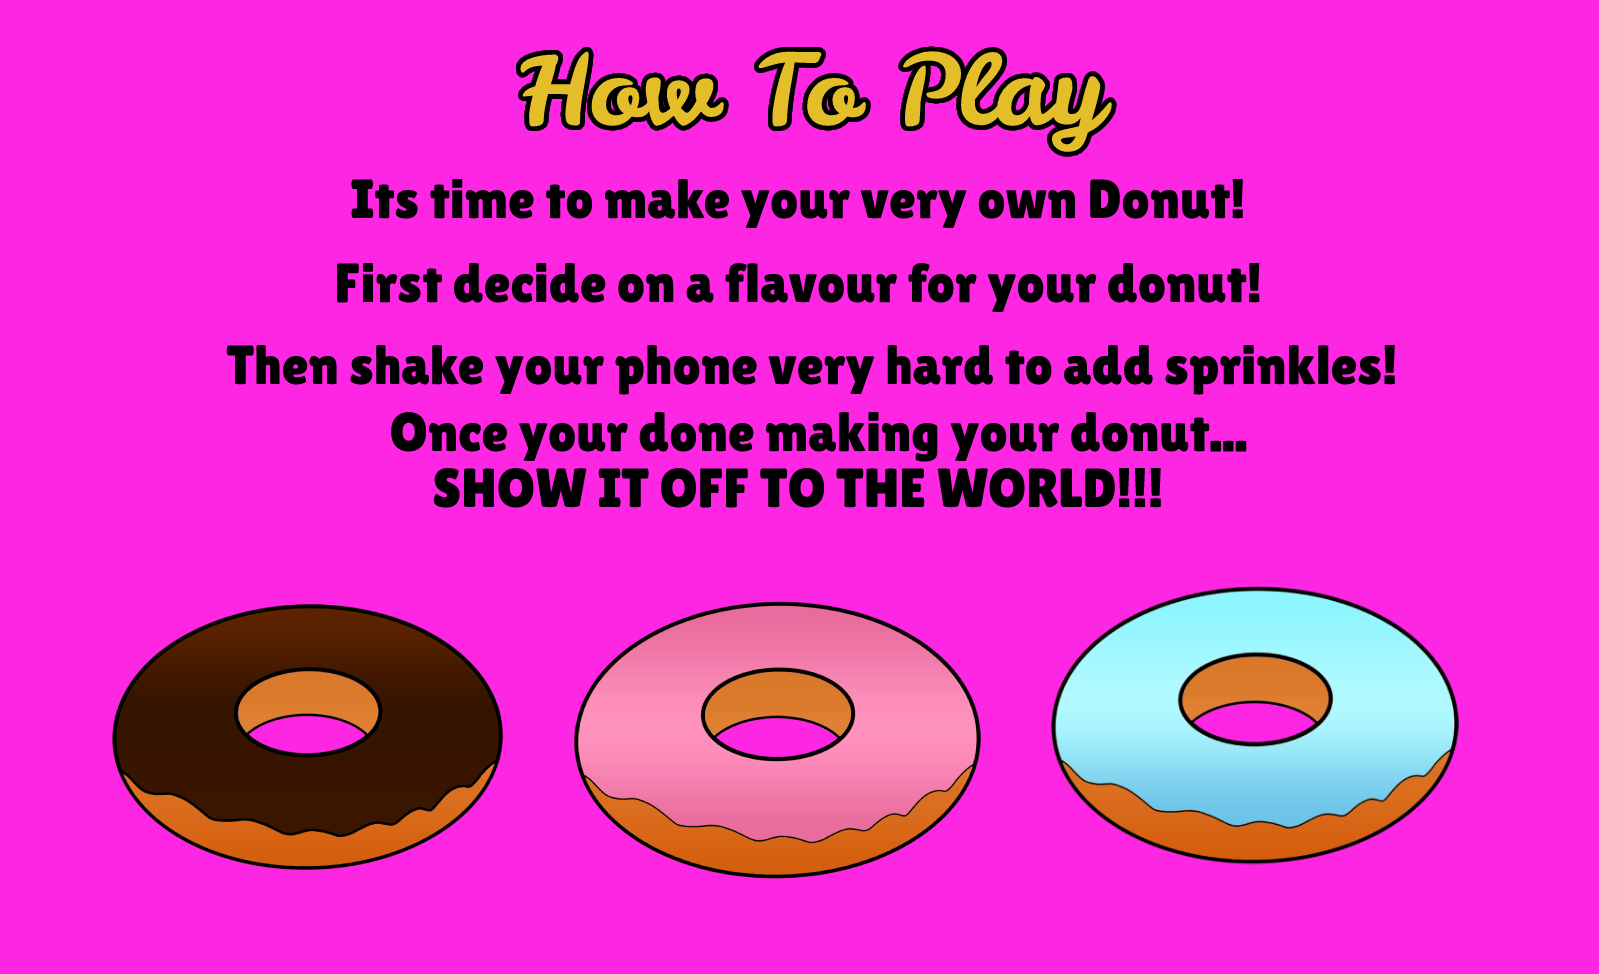 How To Play
Its time to make your very own Donut!
First decide on a flavour for your donut!
Then shake your phone very hard to add sprinkles!
Once your done making your donut...
SHOW IT OFF TO THE WORLD!!!